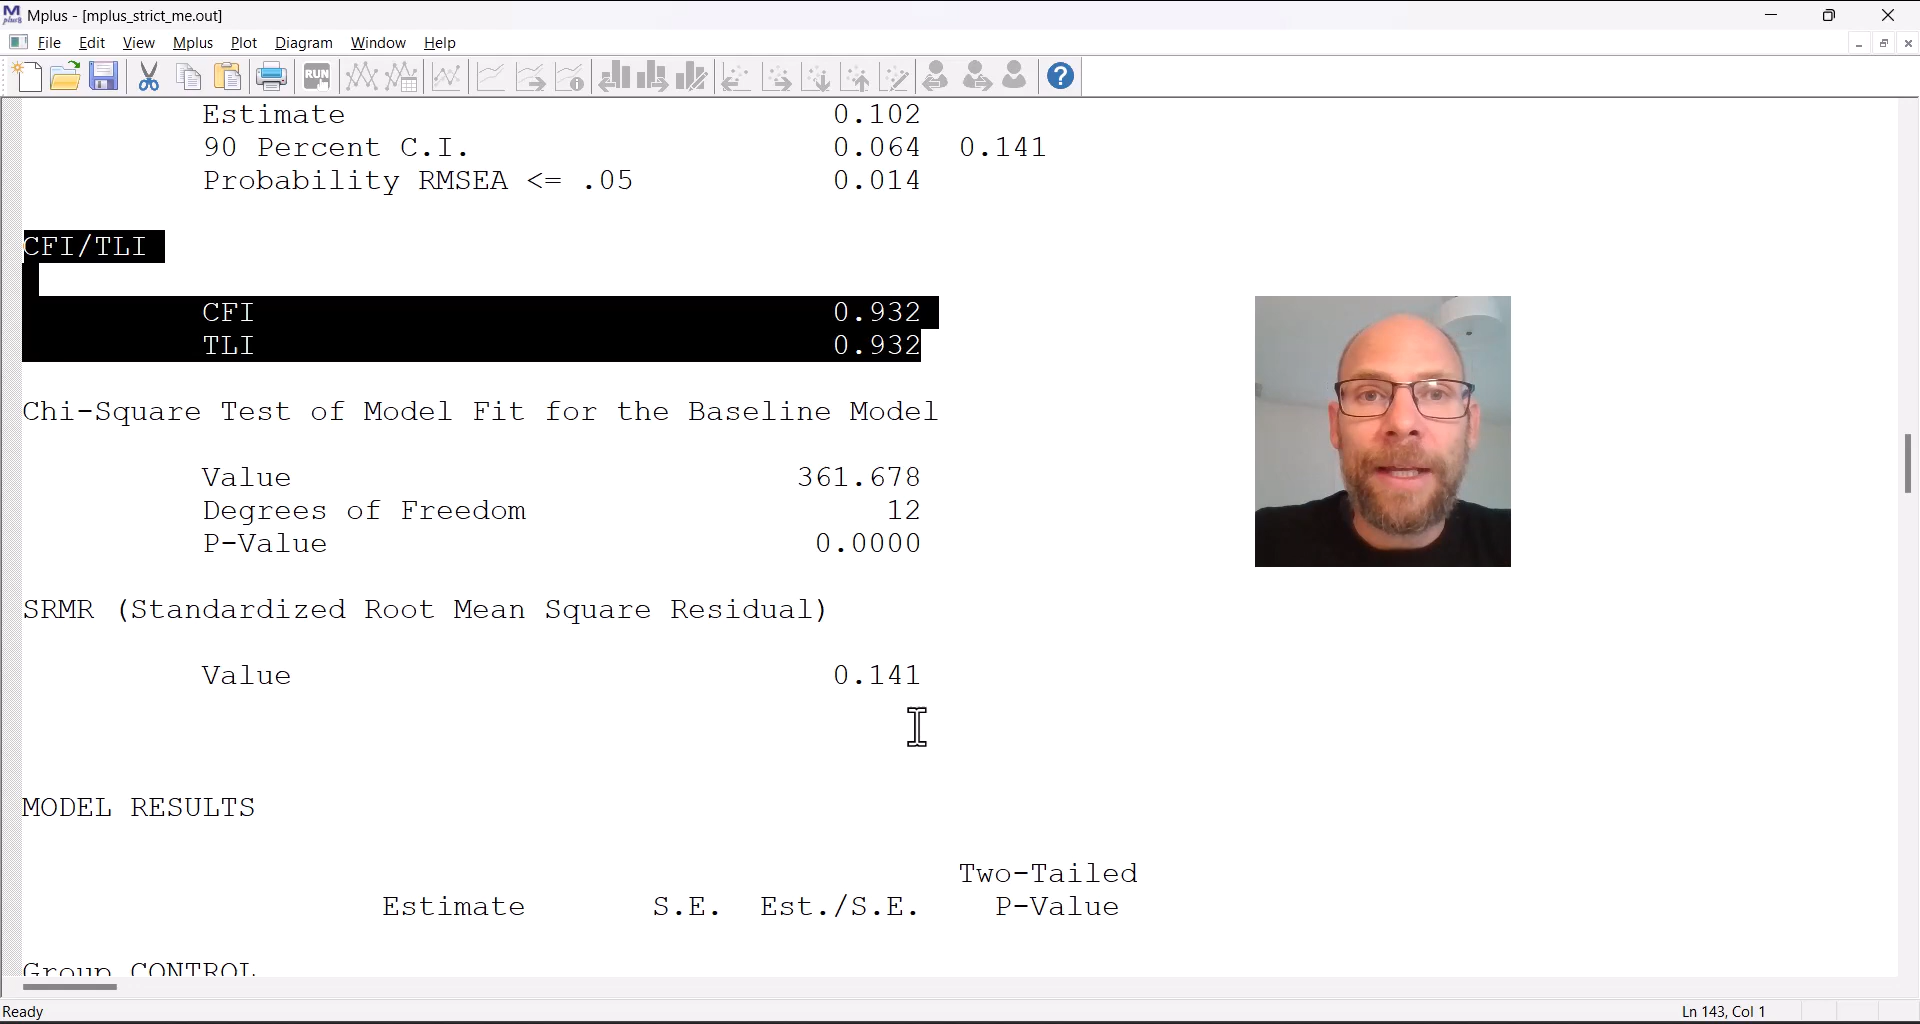 Mplus - [mplus_strict_me.out]
File Edit View Mplus Plot Diagram Window Help
RUN
Estimate 0.102
90 Percent C.I. 0.064 0.141
Probability RMSEA <= .05 0.014
CFI/TLI
CFI 0.932
TLI 0.932
Chi-Square Test of Model Fit for the Baseline Model
Value 361.678
Degrees of Freedom 12
P-Value 0.0000
SRMR (Standardized Root Mean Square Residual)
Value 0.141
MODEL RESULTS
Two-Tailed
Estimate S.E. Est./S.E. P-Value
Group CONTROL
Ready Ln 143, Col 1